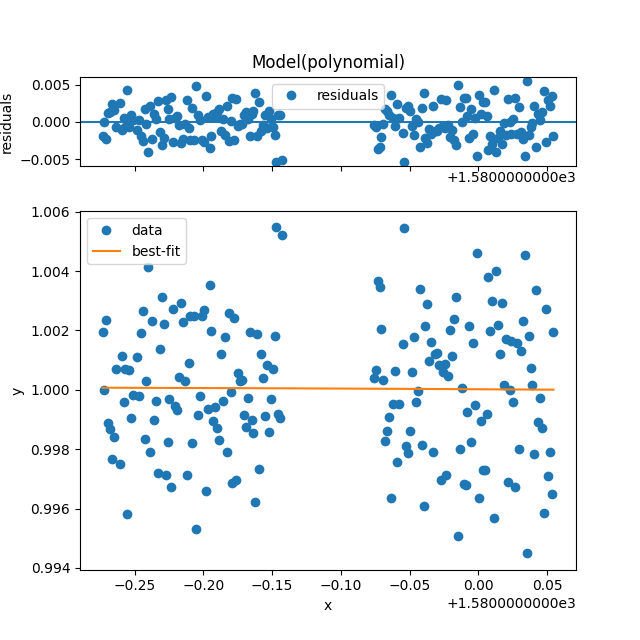 Model(polynomial)
0.005
0.000
−0.005
residuals
residuals
+1.5800000000e3
1.006
1.004
1.002
1.000
0.998
0.996
0.994
y
data
best-fit
−0.25
−0.20
−0.15
−0.10
−0.05
0.00
0.05
x
+1.5800000000e3